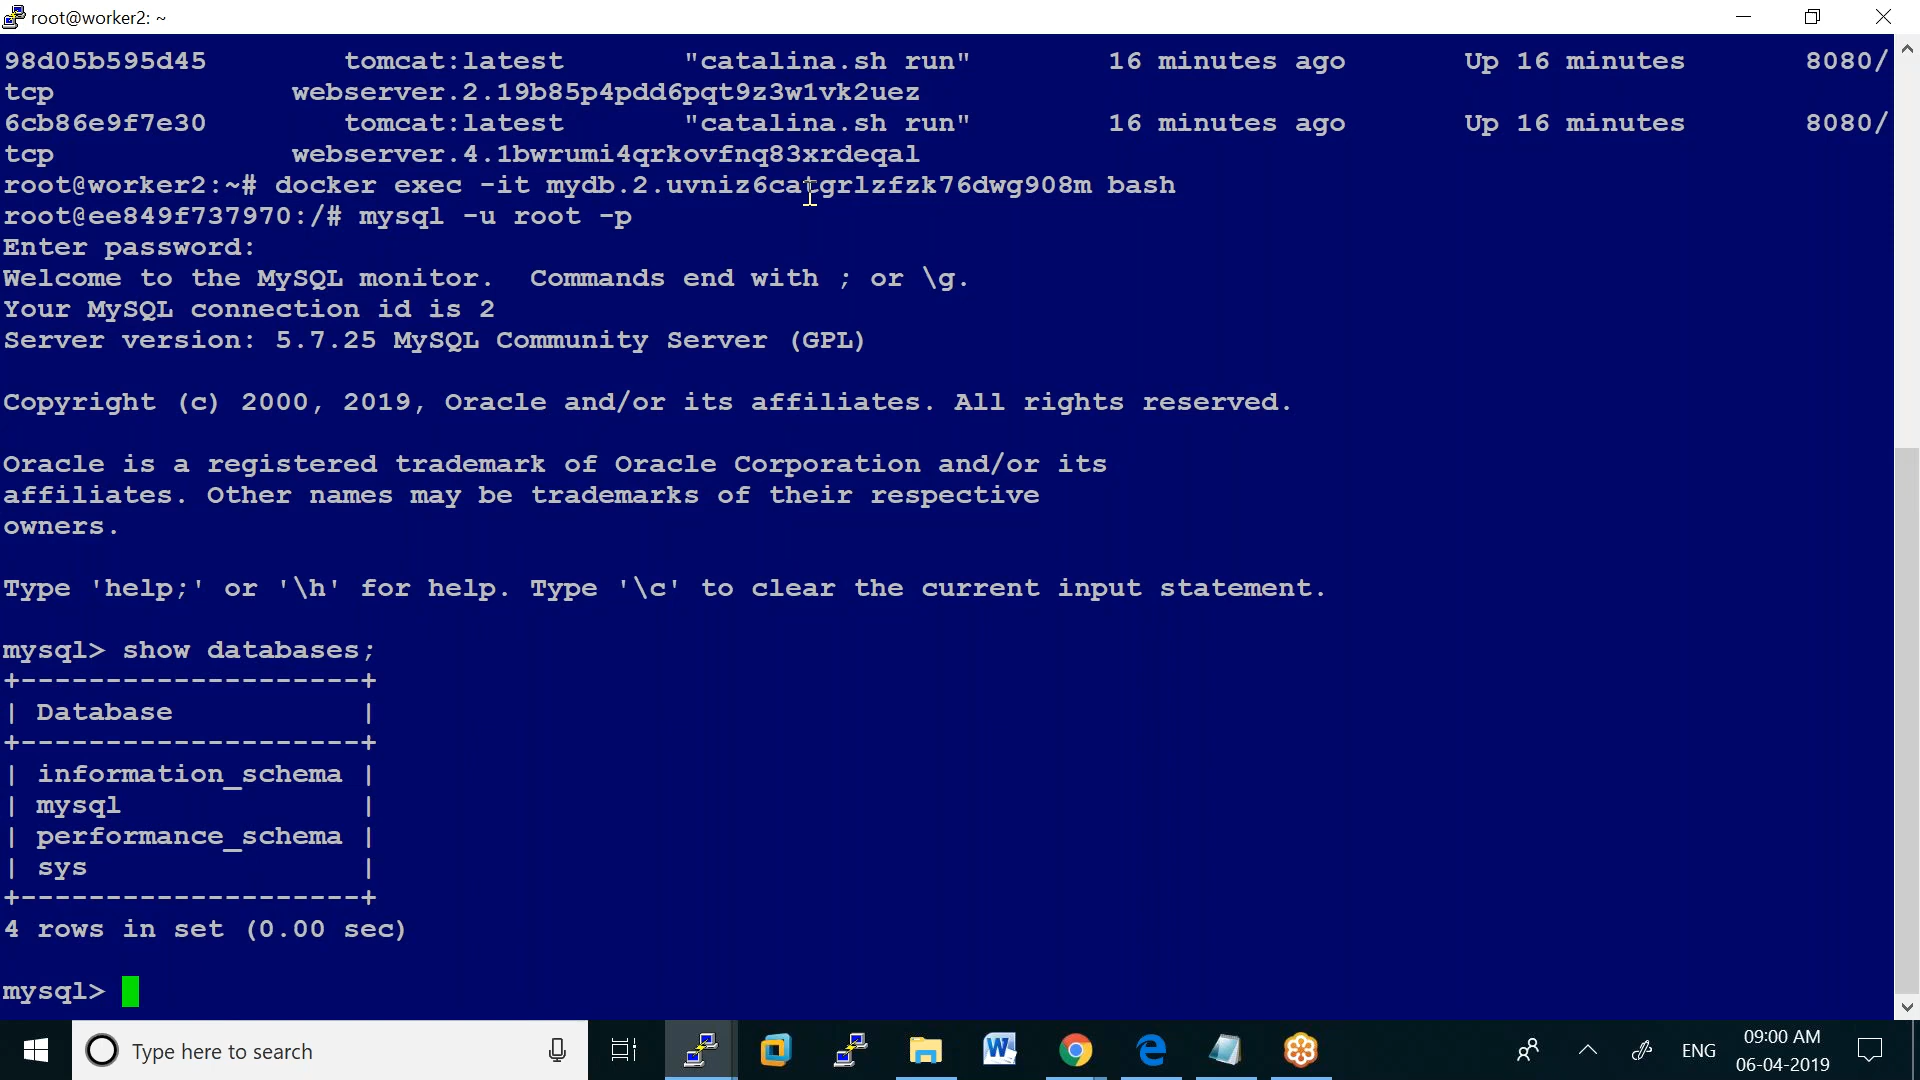 root@worker2: ~
98d05b595d45 tomcat:latest "catalina.sh run" 16 minutes ago Up 16 minutes 8080/
tcp webserver.2.19b85p4pdd6pqt9z3w1vk2uez
6cb86e9f7e30 tomcat:latest "catalina.sh run" 16 minutes ago Up 16 minutes 8080/
tcp webserver.4.1bwrumi4qrkovfnq83xrdeqal
root@worker2:~# docker exec -it mydb.2.uvniz6catgrlzfzk76dwg908m bash
root@ee849f737970:/# mysql -u root -p
Enter password:
Welcome to the MySQL monitor.  Commands end with ; or \g.
Your MySQL connection id is 2
Server version: 5.7.25 MySQL Community Server (GPL)
Copyright (c) 2000, 2019, Oracle and/or its affiliates. All rights reserved.
Oracle is a registered trademark of Oracle Corporation and/or its
affiliates. Other names may be trademarks of their respective
owners.
Type 'help;' or '\h' for help. Type '\c' to clear the current input statement.
mysql> show databases;
+--------------------+
| Database           |
+--------------------+
| information_schema |
| mysql              |
| performance_schema |
| sys                |
+--------------------+
4 rows in set (0.00 sec)
mysql>
Type here to search
ENG
09:00 AM
06-04-2019